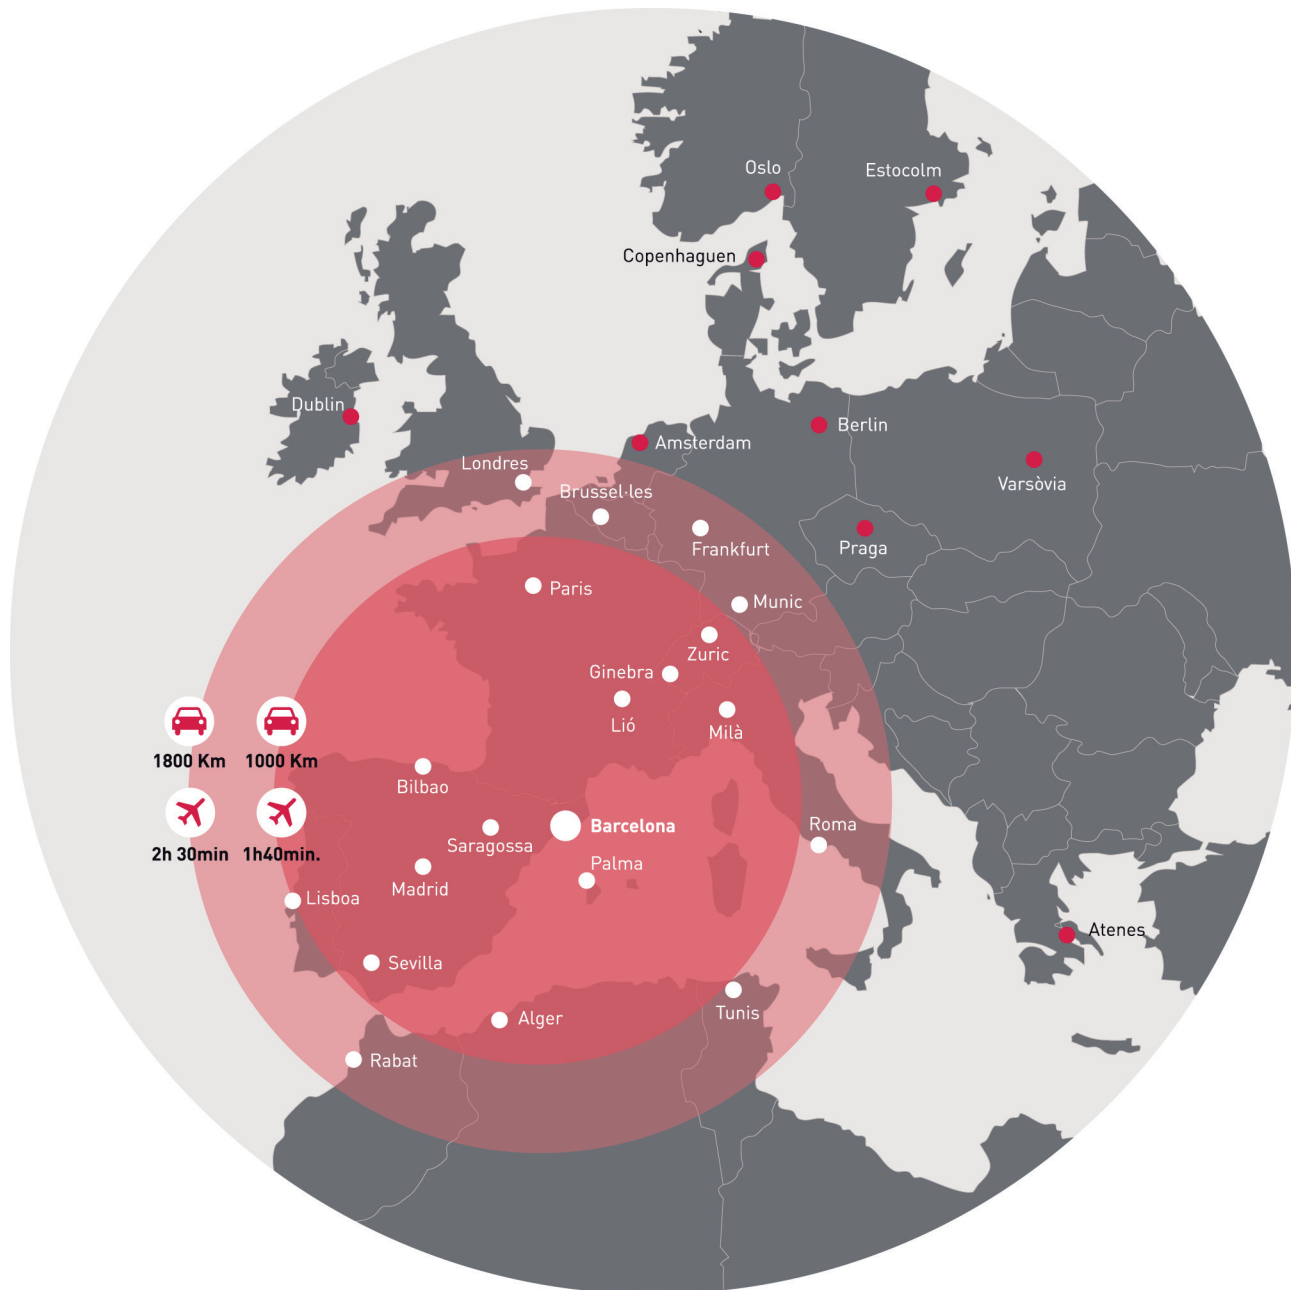 Oslo
Estocolm
Copenhaguen
Dublin
Berlin
Amsterdam
Londres
Varsòvia
Brussel·les
Frankfurt
Praga
Paris
Munic
Zuric
Ginebra
Lió
Milà
1800 Km
1000 Km
Bilbao
Barcelona
Roma
Saragossa
2h 30min
1h40min.
Palma
Madrid
Lisboa
Atenes
Sevilla
Tunis
Alger
Rabat